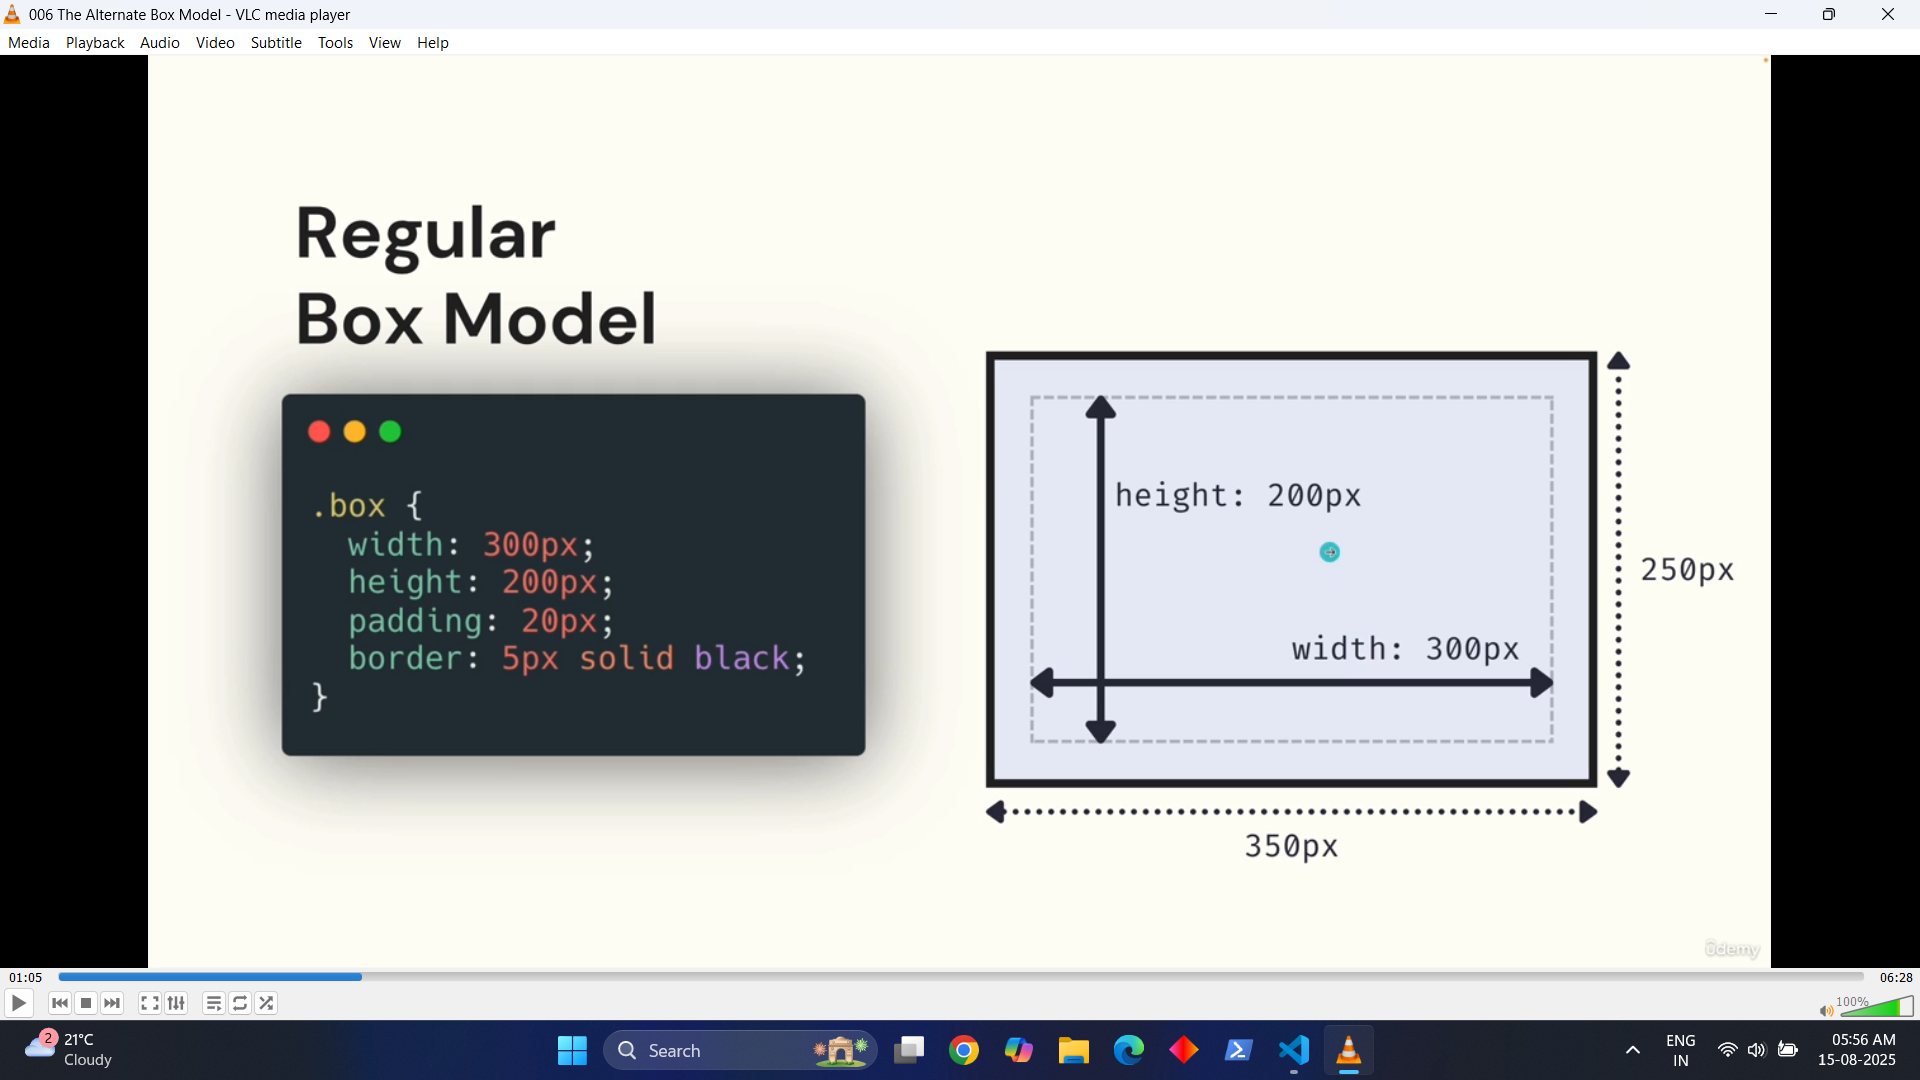 006 The Alternate Box Model - VLC media player
Media Playback Audio Video Subtitle Tools View Help
Regular
Box Model
.box {
width: 300px;
height: 200px;
padding: 20px;
border: 5px solid black;
}
height: 200px
width: 300px
250px
350px
ûdemy
01:05
06:28
100%
2
21°C
Cloudy
Search
ENG
IN
05:56 AM
15-08-2025